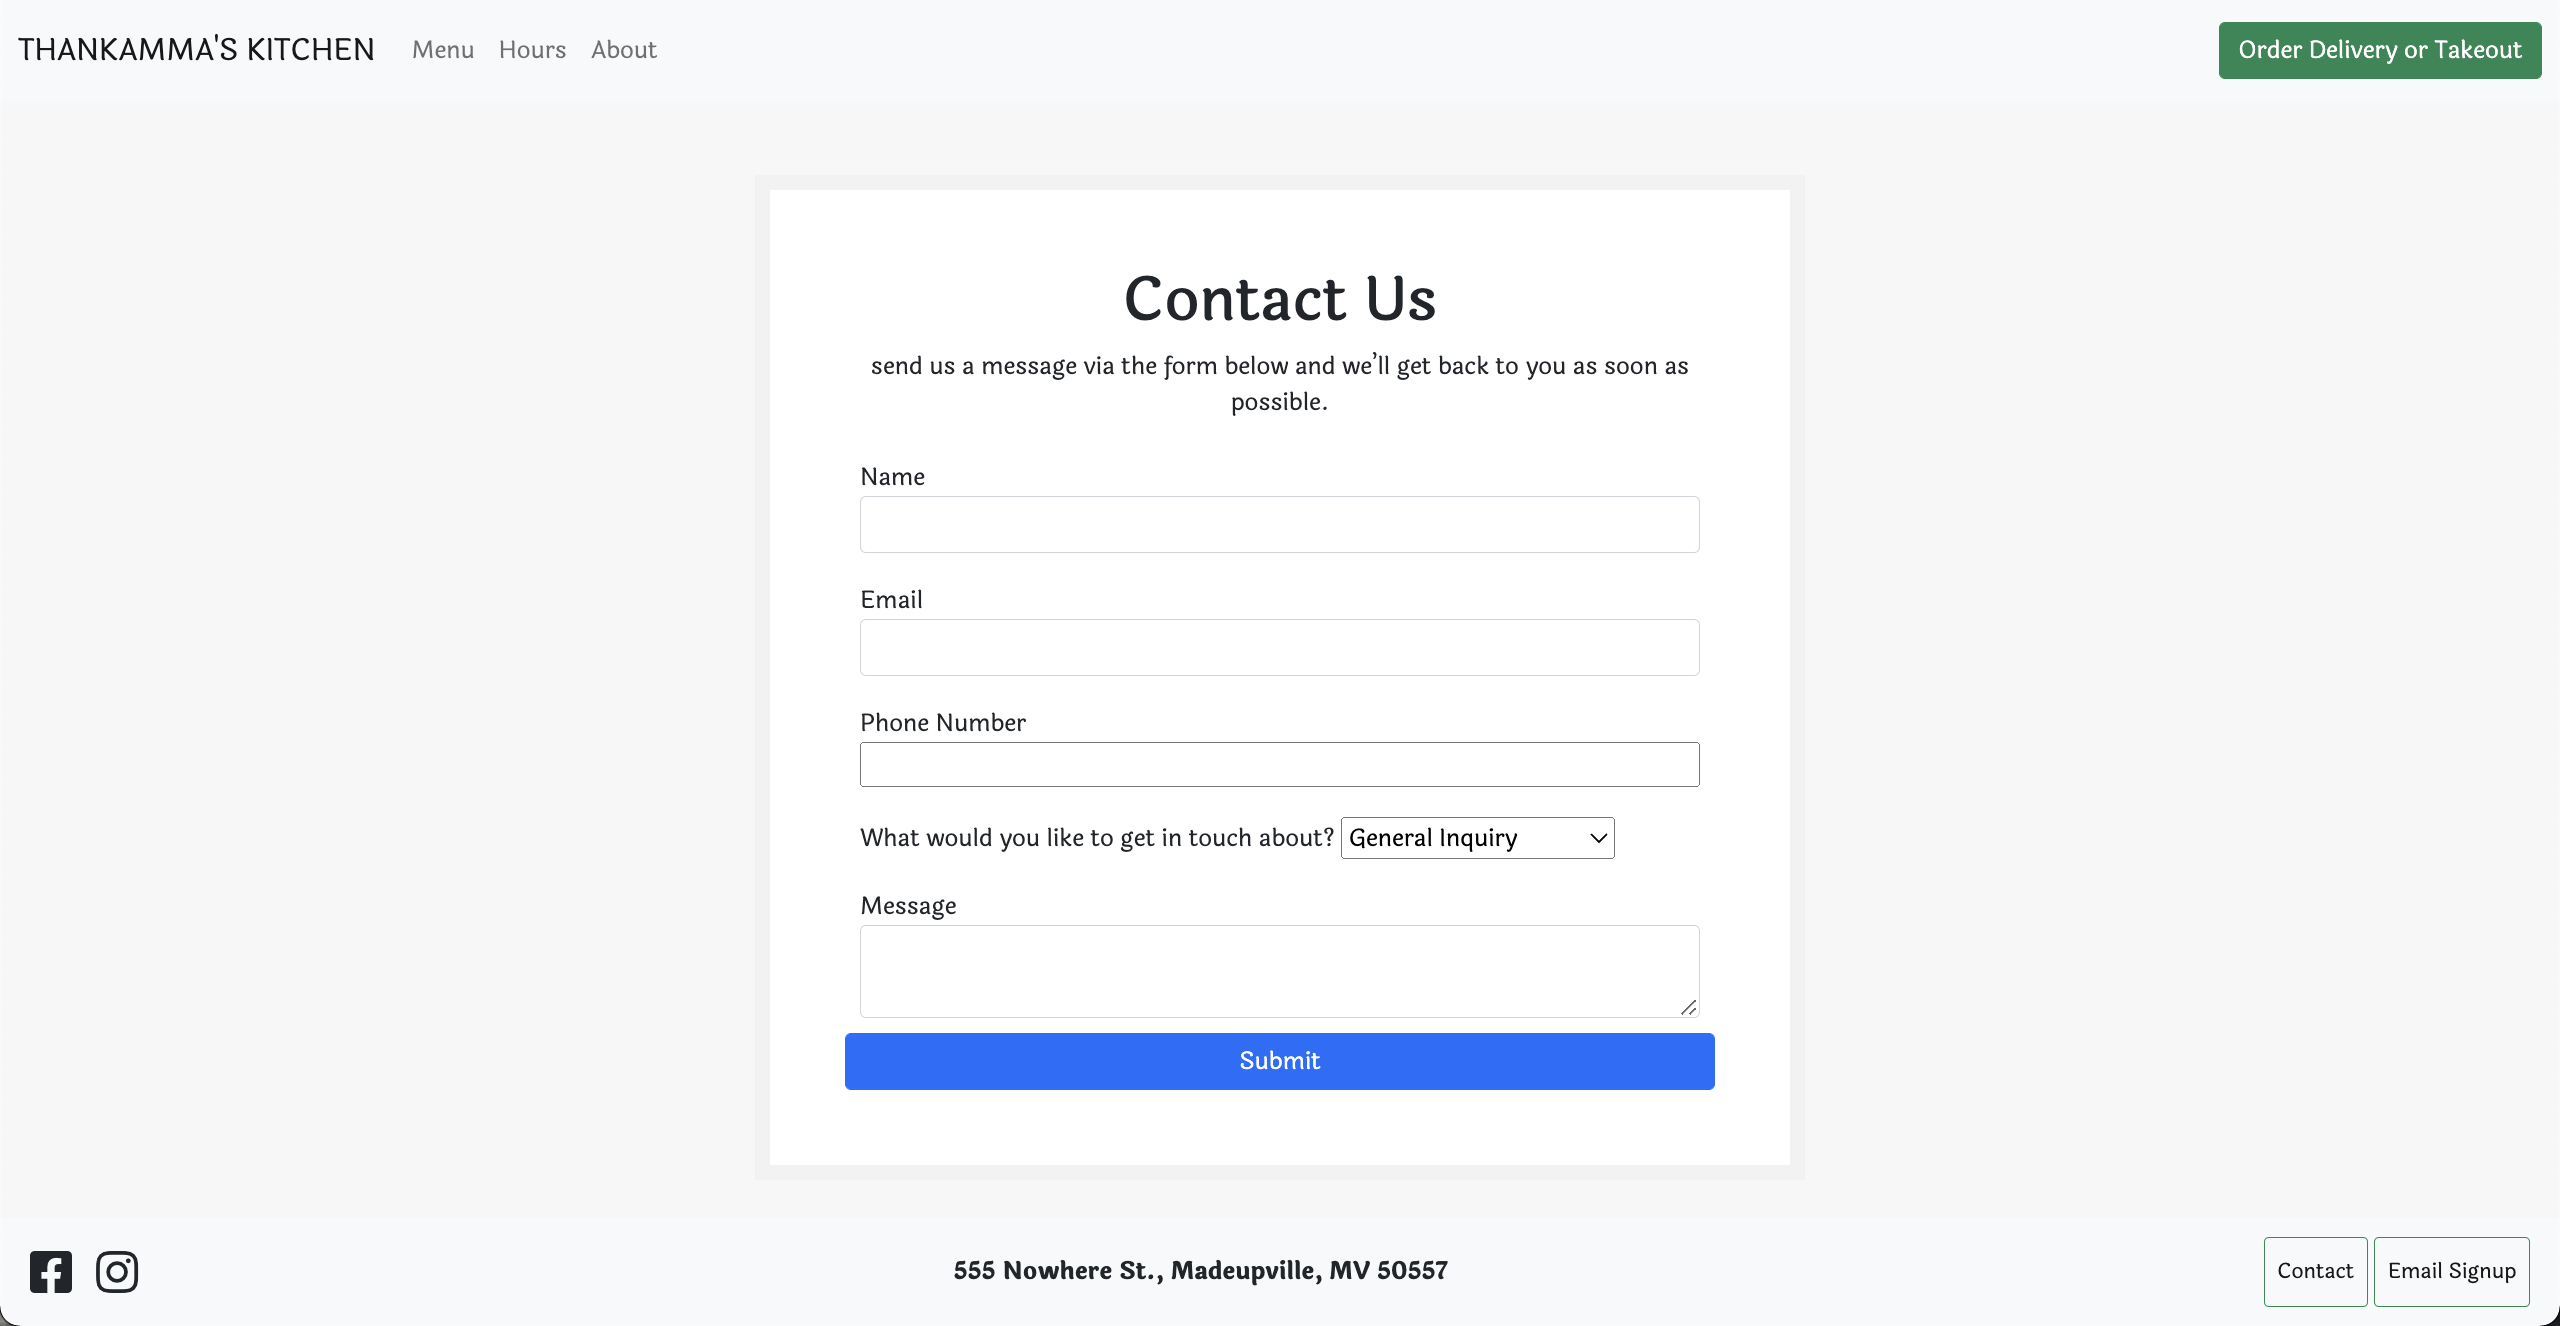 THANKAMMA'S KITCHEN Menu Hours About Order Delivery or Takeout
Contact Us
send us a message via the form below and we’ll get back to you as soon as
possible.
Name
Email
Phone Number
What would you like to get in touch about? General Inquiry
Message
Submit
555 Nowhere St., Madeupville, MV 50557 Contact Email Signup